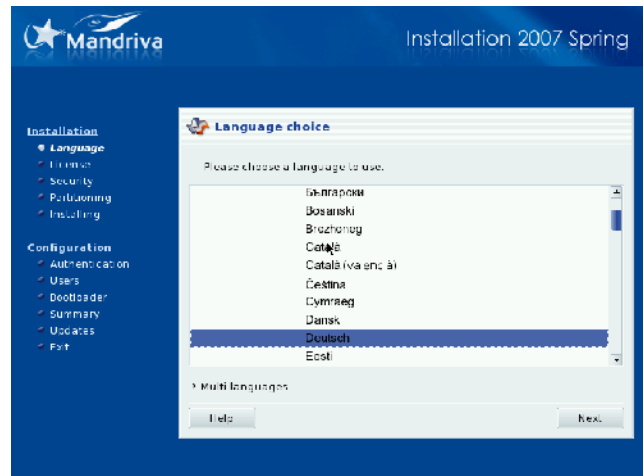 Mandriva
Installation 2007 Spring
Installation
Language
License
Security
Partitioning
Installing
Configuration
Authentication
Users
Bootloader
Summary
Updates
Exit
Language choice
Please choose a language to use.
Български
Bosanski
Brezhoneg
Català
Català (valencà)
Čeština
Cymraeg
Dansk
Deutsch
Eesti
Multi languages
Help
Next